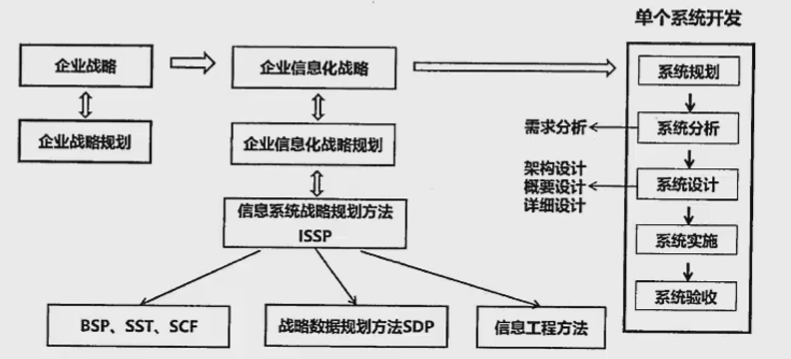 单个系统开发
企业战略
企业信息化战略
系统规划
企业战略规划
企业信息化战略规划
需求分析
系统分析
架构设计
概要设计
详细设计
系统设计
信息系统战略规划方法
ISSP
系统实施
系统验收
BSP、SST、SCF
战略数据规划方法SDP
信息工程方法